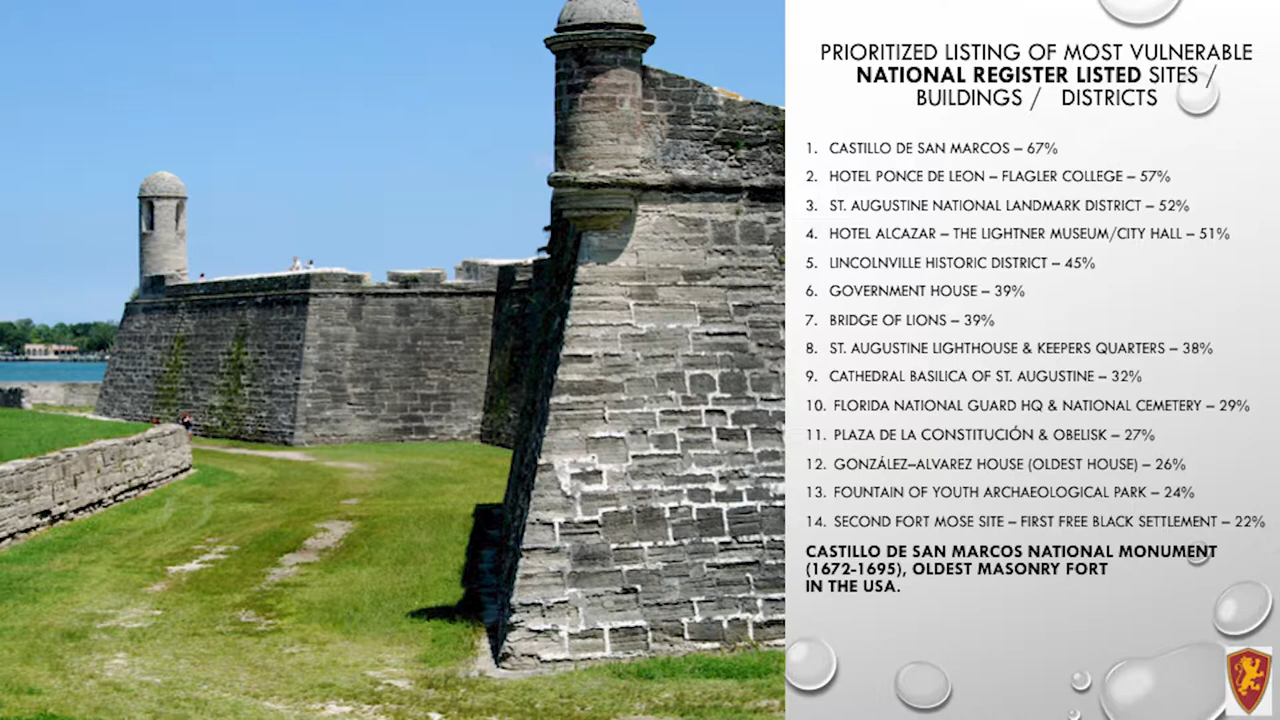 PRIORITIZED LISTING OF MOST VULNERABLE
NATIONAL REGISTER LISTED SITES /
BUILDINGS / DISTRICTS
1. CASTILLO DE SAN MARCOS – 67%
2. HOTEL PONCE DE LEON – FLAGLER COLLEGE – 57%
3. ST. AUGUSTINE NATIONAL LANDMARK DISTRICT – 52%
4. HOTEL ALCAZAR – THE LIGHTNER MUSEUM/CITY HALL – 51%
5. LINCOLNVILLE HISTORIC DISTRICT – 45%
6. GOVERNMENT HOUSE – 39%
7. BRIDGE OF LIONS – 39%
8. ST. AUGUSTINE LIGHTHOUSE & KEEPERS QUARTERS – 38%
9. CATHEDRAL BASILICA OF ST. AUGUSTINE – 32%
10. FLORIDA NATIONAL GUARD HQ & NATIONAL CEMETERY – 29%
11. PLAZA DE LA CONSTITUCIÓN & OBELISK – 27%
12. GONZÁLEZ–ALVAREZ HOUSE (OLDEST HOUSE) – 26%
13. FOUNTAIN OF YOUTH ARCHAEOLOGICAL PARK – 24%
14. SECOND FORT MOSE SITE – FIRST FREE BLACK SETTLEMENT – 22%
CASTILLO DE SAN MARCOS NATIONAL MONUMENT
(1672-1695), OLDEST MASONRY FORT
IN THE USA.